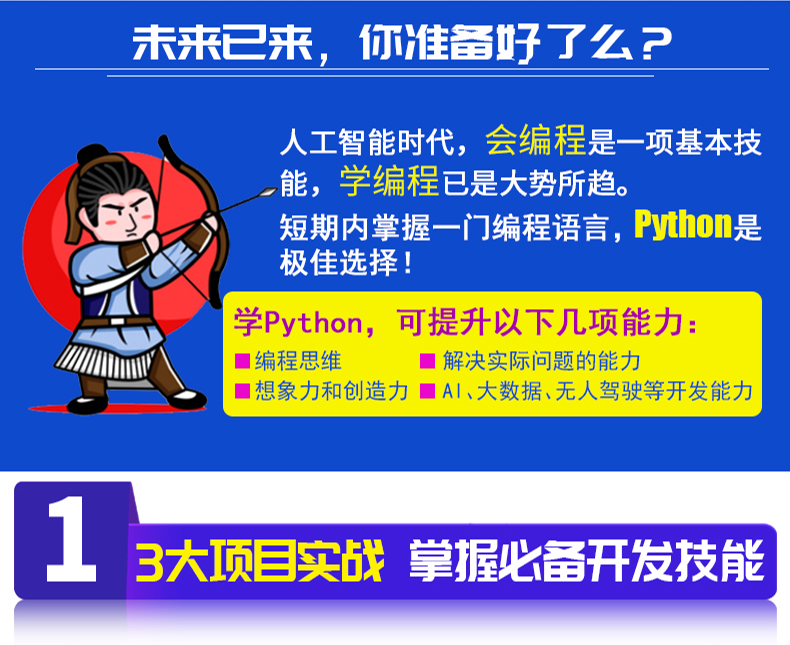 未来已来，你准备好了么？
人工智能时代，会编程是一项基本技
能，学编程已是大势所趋。
短期内掌握一门编程语言，Python是
极佳选择！
学Python，可提升以下几项能力：
编程思维 解决实际问题的能力
想象力和创造力 AI、大数据、无人驾驶等开发能力
1
3大项目实战 掌握必备开发技能